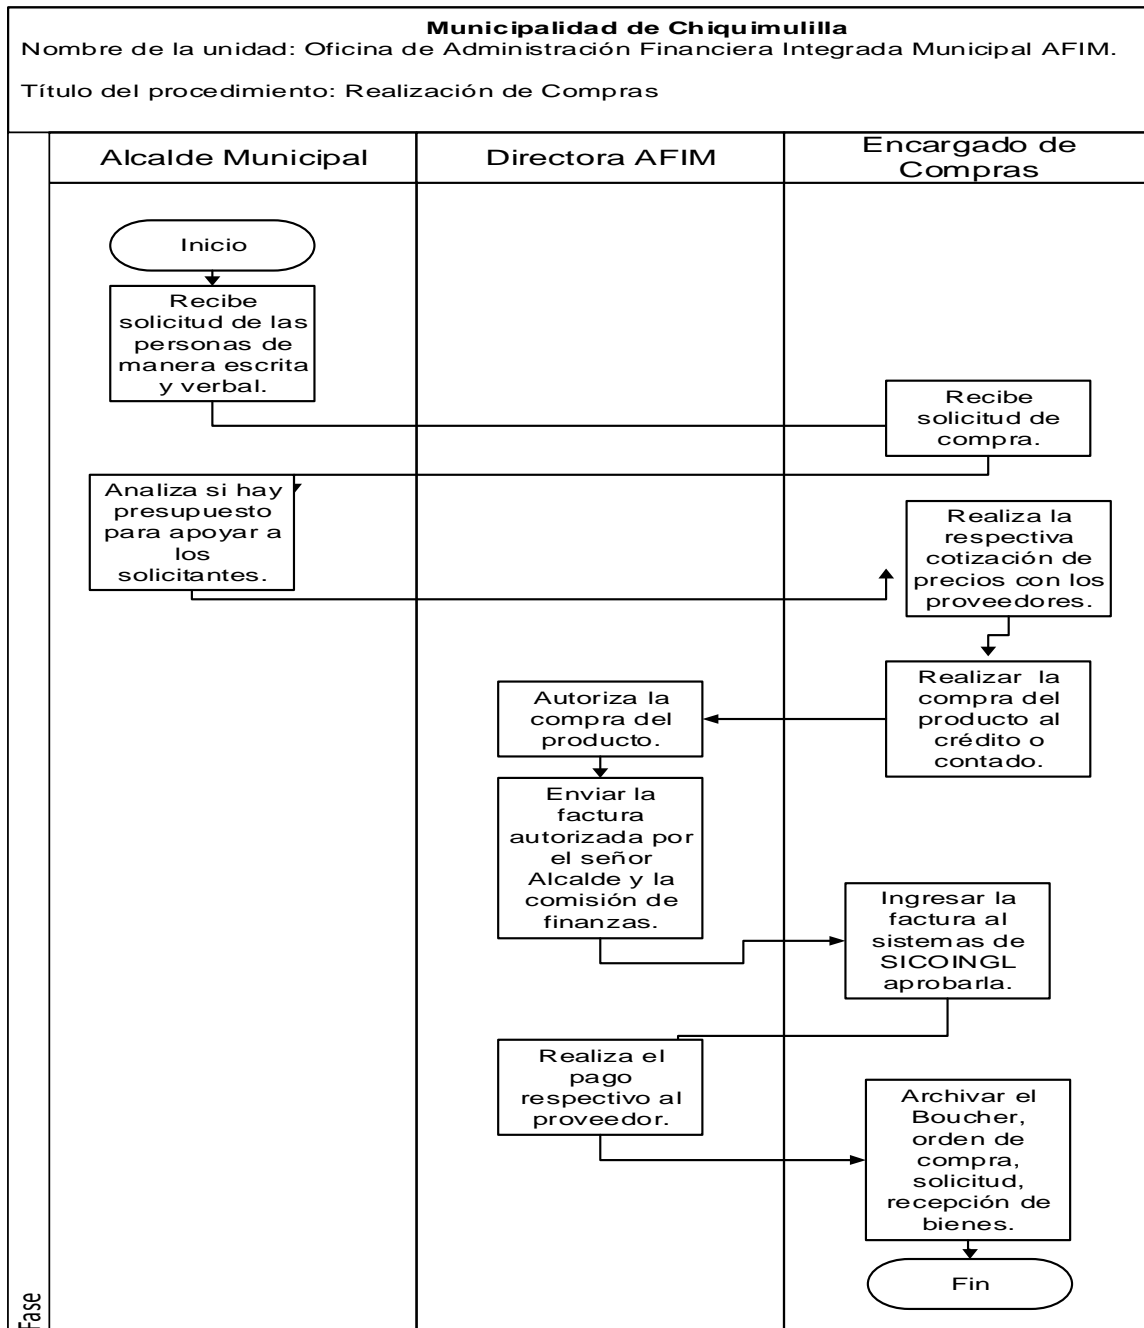 Municipalidad de Chiquimulilla
Nombre de la unidad: Oficina de Administración Financiera Integrada Municipal AFIM.
Título del procedimiento: Realización de Compras
Alcalde Municipal
Directora AFIM
Encargado de
Compras
Inicio
Recibe
solicitud de las
personas de
manera escrita
y verbal.
Recibe
solicitud de
compra.
Analiza si hay
presupuesto
para apoyar a
los
solicitantes.
Realiza la
respectiva
cotización de
precios con los
proveedores.
Realizar la
compra del
producto al
crédito o
contado.
Autoriza la
compra del
producto.
Enviar la
factura
autorizada por
el señor
Alcalde y la
comisión de
finanzas.
Ingresar la
factura al
sistemas de
SICOINGL
aprobarla.
Realiza el
pago
respectivo al
proveedor.
Archivar el
Boucher,
orden de
compra,
solicitud,
recepción de
bienes.
Fin
Fase